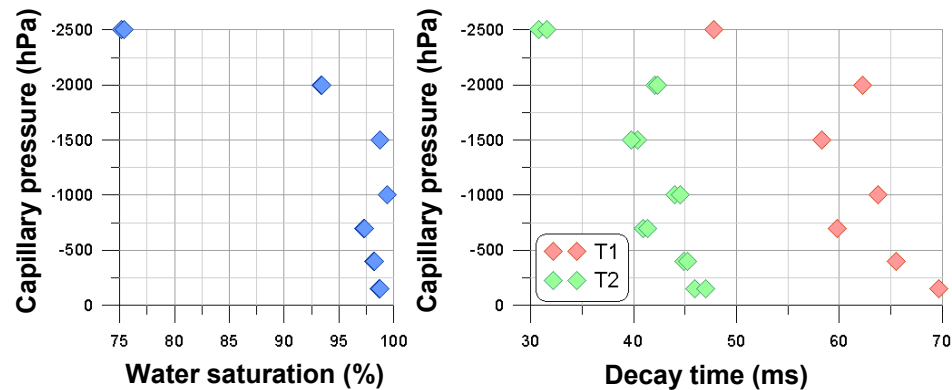 Capillary pressure (hPa)
-2500
-2000
-1500
-1000
-500
0
75 80 85 90 95 100
Water saturation (%)
Capillary pressure (hPa)
-2500
-2000
-1500
-1000
-500
0
T1
T2
30 40 50 60 70
Decay time (ms)